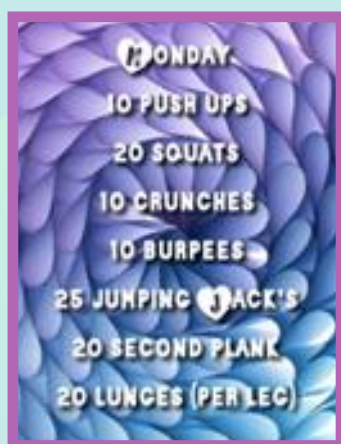 MONDAY
10 PUSH UPS
20 SQUATS
10 CRUNCHES
10 BURPEES
25 JUMPING JACK'S
20 SECOND PLANK
20 LUNGES (PER LEG)